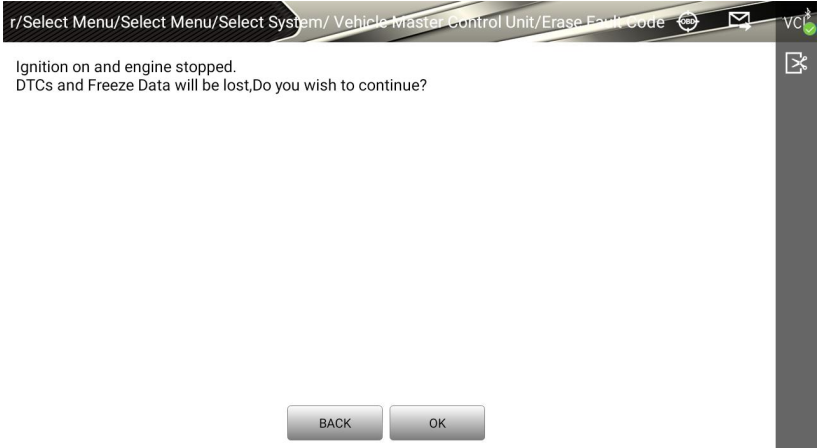 r/Select Menu/Select Menu/Select System/ Vehicle Master Control Unit/Erase Fault Code
OBD
VCI
Ignition on and engine stopped.
DTCs and Freeze Data will be lost,Do you wish to continue?
BACK
OK